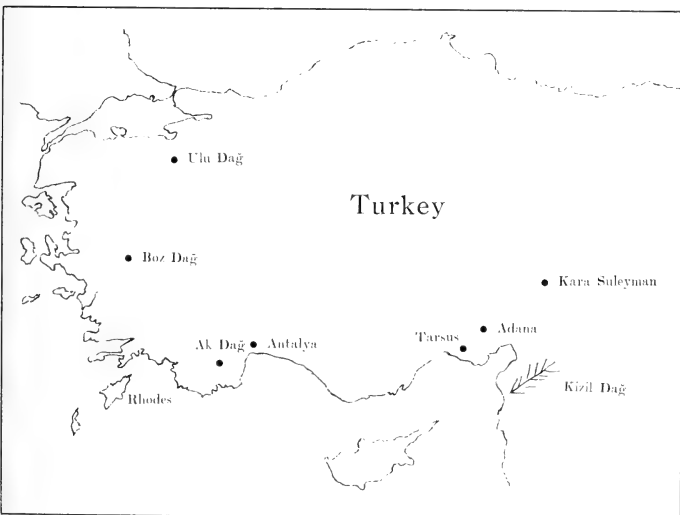 Ulu Dağ
Turkey
Boz Dağ
Kara Suleyman
Adana
Tarsus
Ak Dağ
Antalya
Kizil Dağ
Rhodes